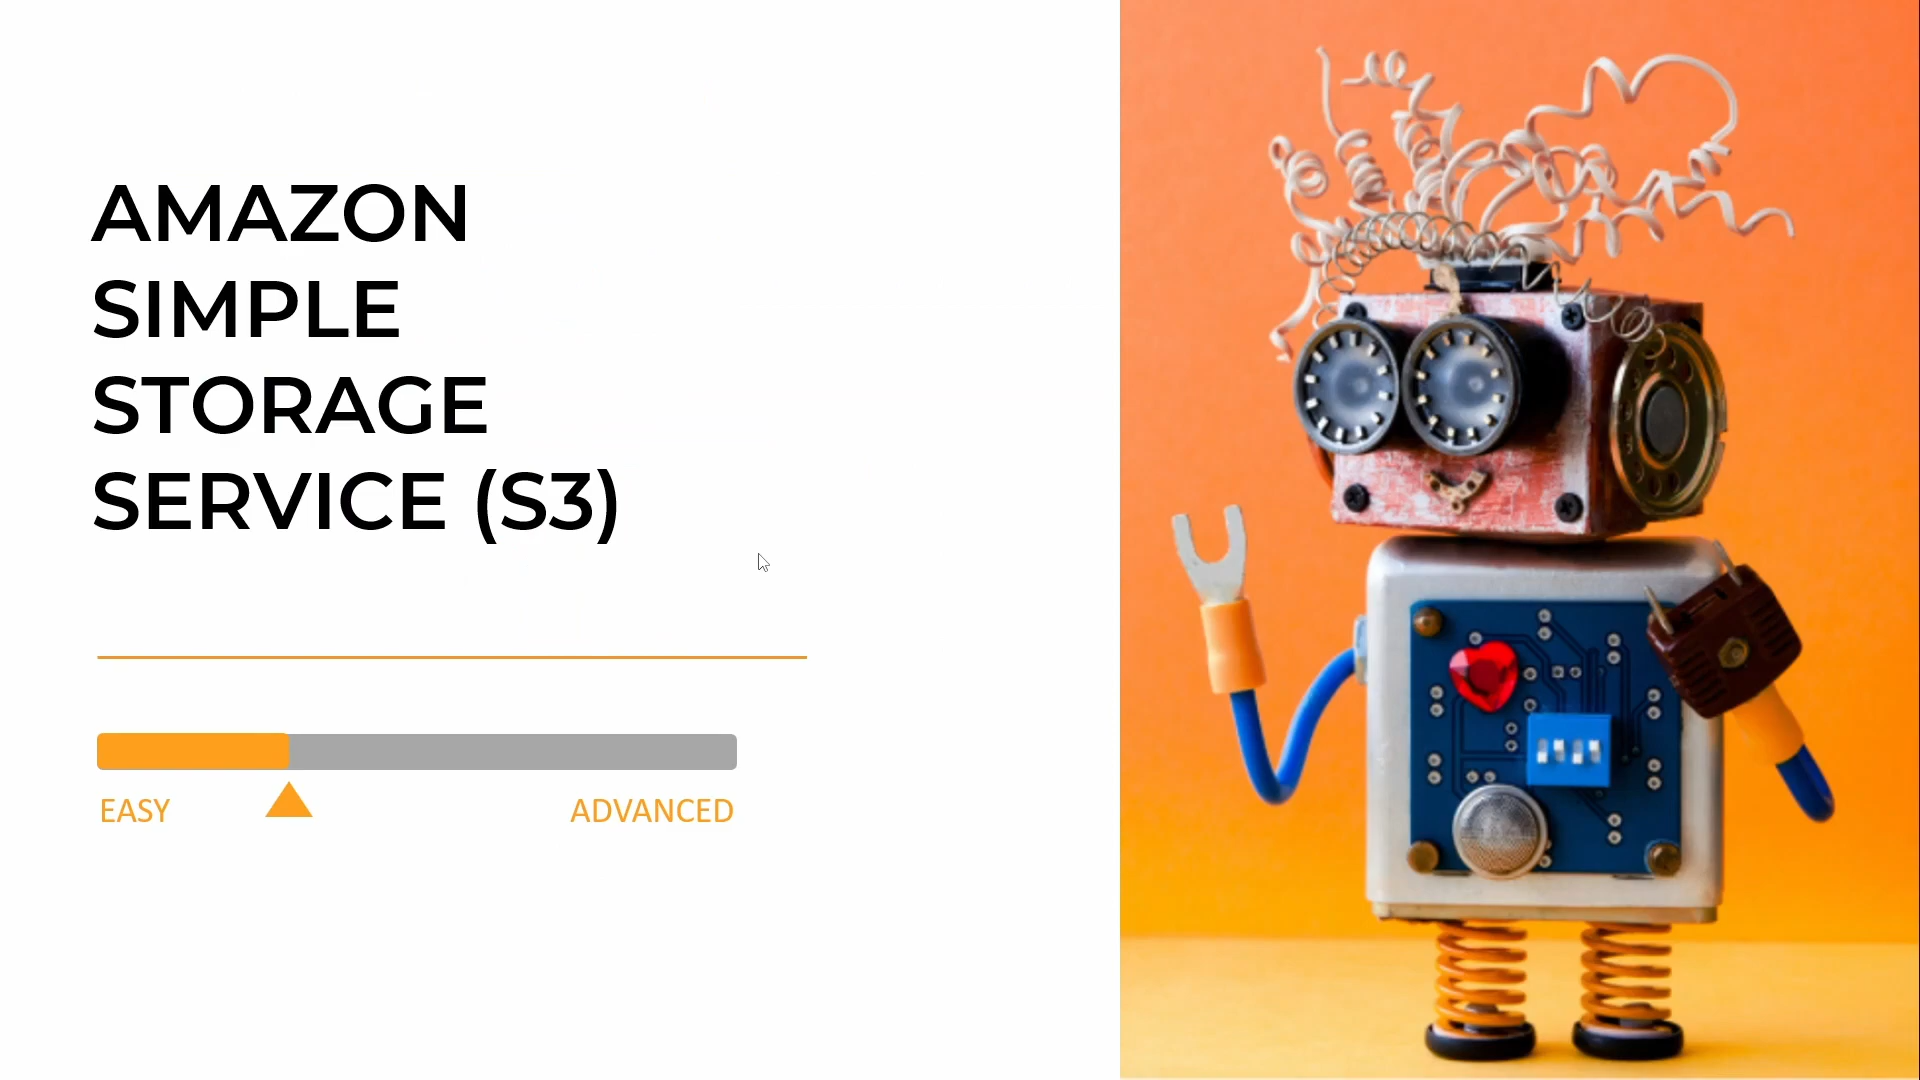 AMAZON
SIMPLE
STORAGE
SERVICE (S3)
EASY
ADVANCED